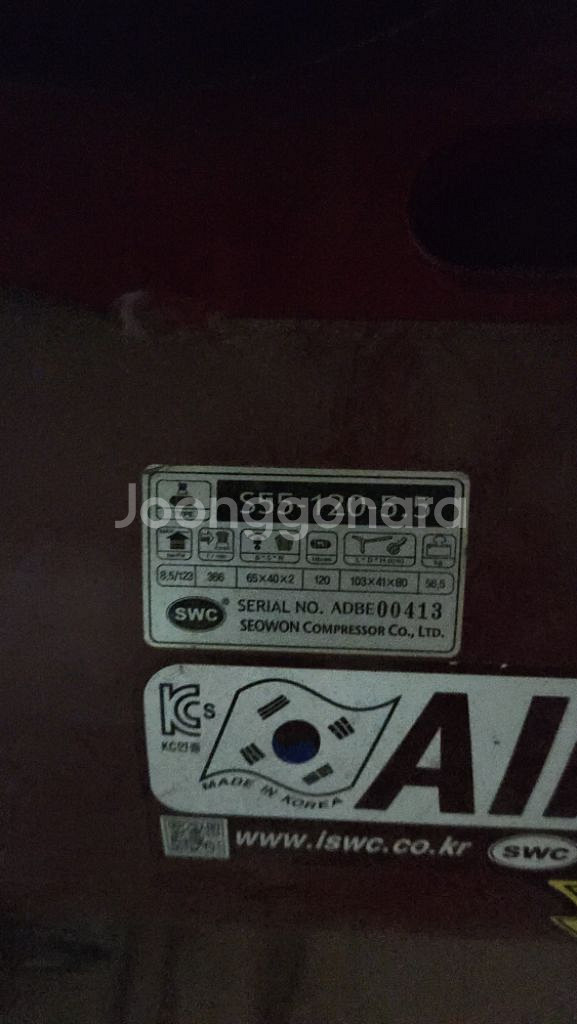 S55-120-5.5
Joonggonara
8.5/123 366 65×40×2 120 103×41×80 56.5
SWC® SERIAL NO. ADBE00413
SEOWON COMPRESSOR CO., LTD.
KCs
KC인증
MADE IN KOREA
AI
www.iswc.co.kr SWC